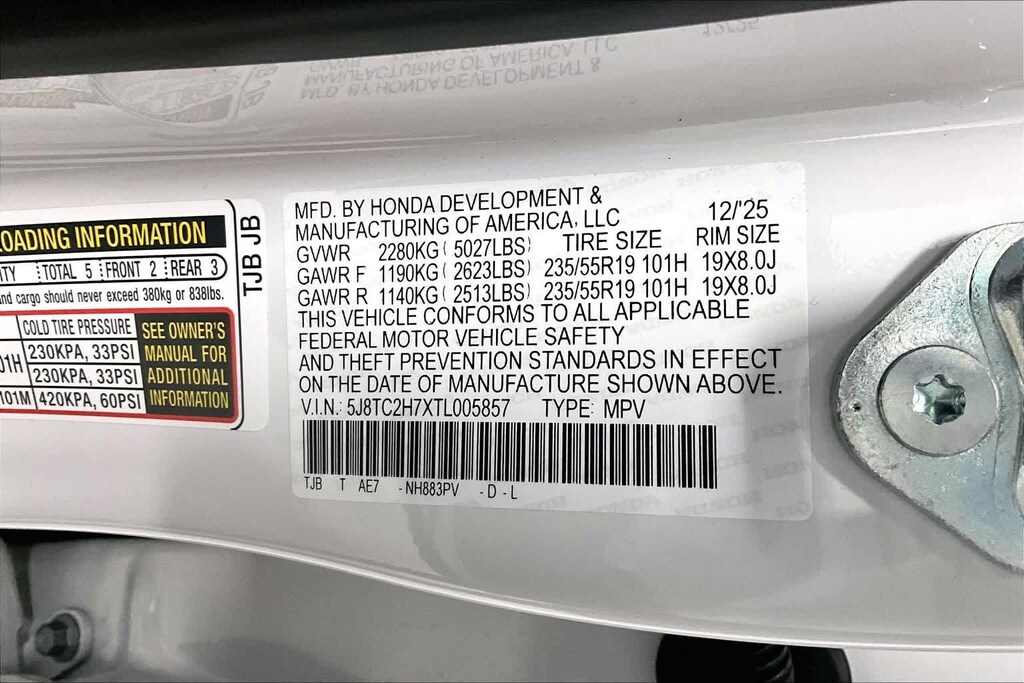 MFD. BY HONDA DEVELOPMENT &
MANUFACTURING OF AMERICA, LLC 12/'25
GVWR 2280KG ( 5027LBS) TIRE SIZE RIM SIZE
GAWR F 1190KG ( 2623LBS) 235/55R19 101H 19X8.0J
GAWR R 1140KG ( 2513LBS) 235/55R19 101H 19X8.0J
THIS VEHICLE CONFORMS TO ALL APPLICABLE
FEDERAL MOTOR VEHICLE SAFETY
AND THEFT PREVENTION STANDARDS IN EFFECT
ON THE DATE OF MANUFACTURE SHOWN ABOVE.
V.I.N.: 5J8TC2H7XTL005857 TYPE: MPV
TJB T AE7 -NH883PV -D-L
LOADING INFORMATION
TOTAL 5 FRONT 2 REAR 3
and cargo should never exceed 380kg or 838lbs.
COLD TIRE PRESSURE
230KPA, 33PSI
230KPA, 33PSI
101M 420KPA, 60PSI
SEE OWNER'S
MANUAL FOR
ADDITIONAL
INFORMATION
TJB JB